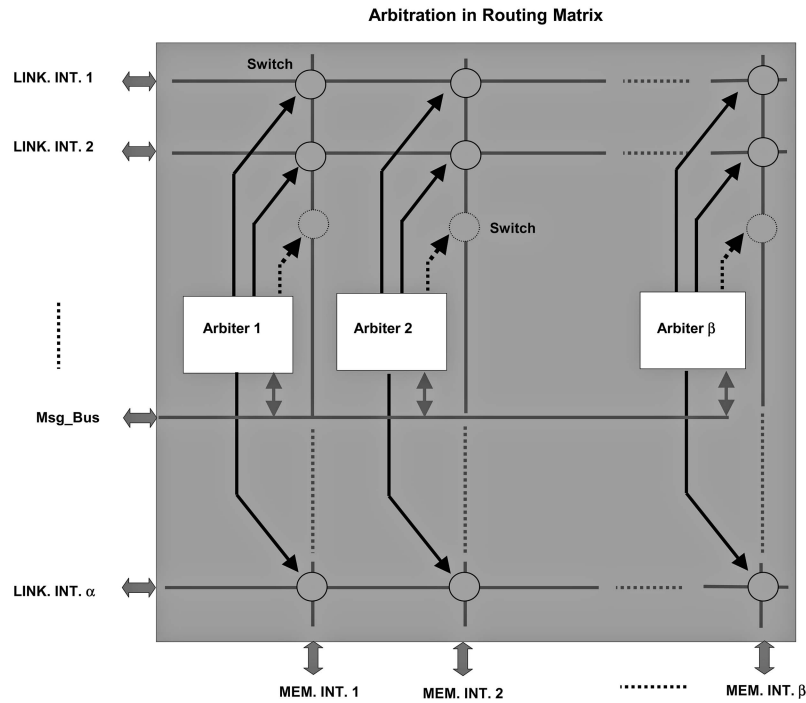 Arbitration in Routing Matrix
Switch
LINK. INT. 1
LINK. INT. 2
Switch
Arbiter 1
Arbiter 2
Arbiter β
Msg_Bus
LINK. INT. α
MEM. INT. 1
MEM. INT. 2
MEM. INT. β